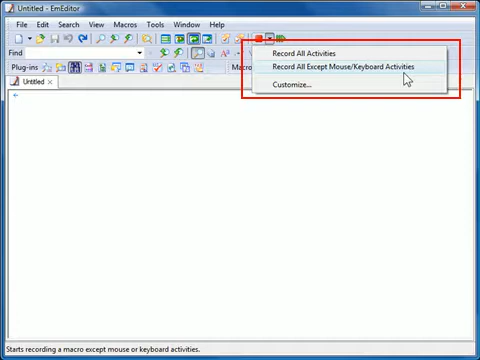 Untitled - EmEditor
File Edit Search View Macros Tools Window Help
Find
Record All Activities
Record All Except Mouse/Keyboard Activities
Customize...
Plug-ins
Macro
Untitled
Starts recording a macro except mouse or keyboard activities.